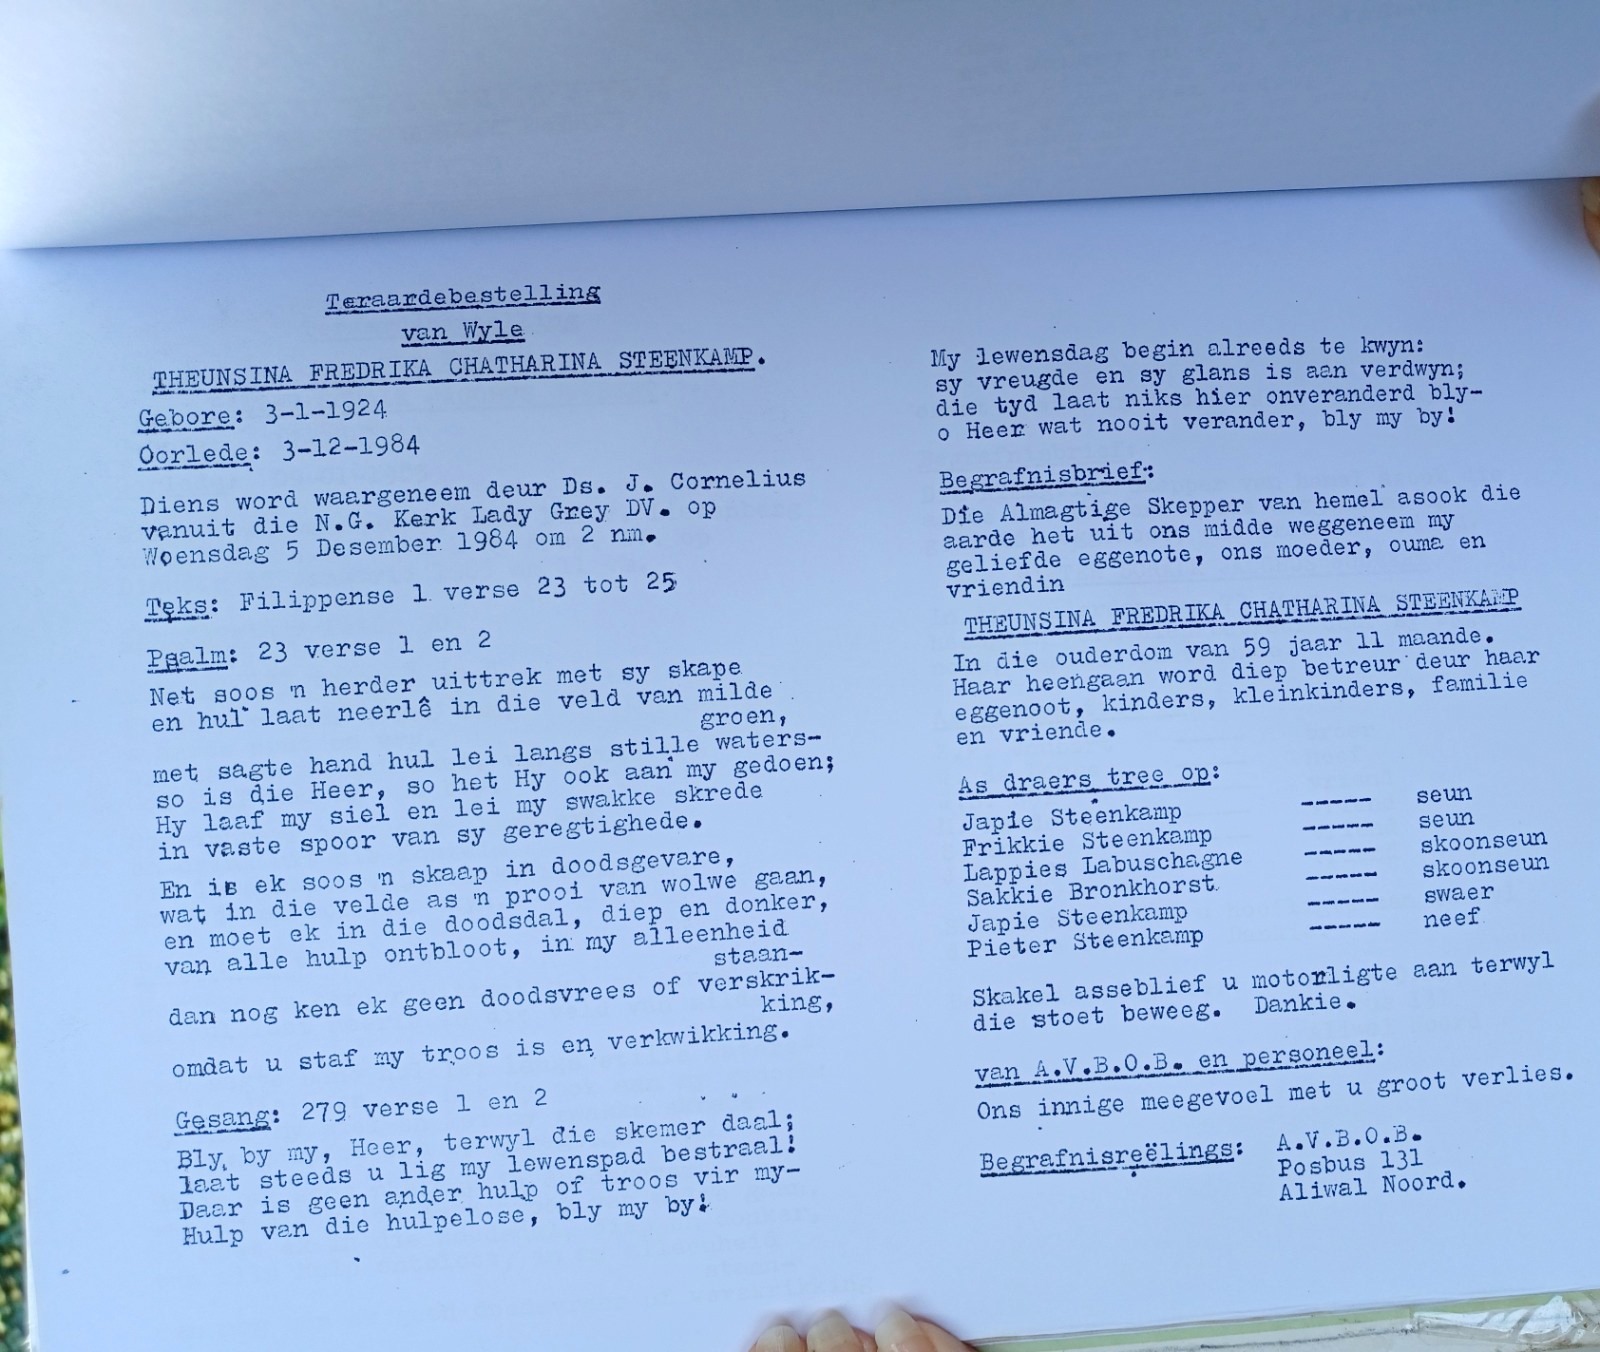 Teraardebestelling
van Wyle
THEUNSINA FREDRIKA CHATHARINA STEENKAMP.
Gebore: 3-1-1924
Oorlede: 3-12-1984
Diens word waargeneem deur Ds. J. Cornelius
vanuit die N.G. Kerk Lady Grey DV. op
Woensdag 5 Desember 1984 om 2 nm.
Teks: Filippense 1 verse 23 tot 25
Psalm: 23 verse 1 en 2
Net soos 'n herder uittrek met sy skape
en hul laat neerlê in die veld van milde
groen,
met sagte hand hul lei langs stille waters-
so is die Heer, so het Hy ook aan my gedoen;
Hy laaf my siel en lei my swakke skrede
in vaste spoor van sy geregtighede.
En is ek soos 'n skaap in doodsgevare,
wat in die velde as 'n prooi van wolwe gaan,
en moet ek in die doodsdal, diep en donker,
van alle hulp ontbloot, in my alleenheid
staan-
dan nog ken ek geen doodsvrees of verskrik-
king,
omdat u staf my troos is en verkwikking.
Gesang: 279 verse 1 en 2
Bly by my, Heer, terwyl die skemer daal;
laat steeds u lig my lewenspad bestraal!
Daar is geen ander hulp of troos vir my-
Hulp van die hulpelose, bly my by!
My lewensdag begin alreeds te kwyn:
sy vreugde en sy glans is aan verdwyn;
die tyd laat niks hier onveranderd bly-
o Heer wat nooit verander, bly my by!
Begrafnisbrief:
Die Almagtige Skepper van hemel asook die
aarde het uit ons midde weggeneem my
geliefde eggenote, ons moeder, ouma en
vriendin
THEUNSINA FREDRIKA CHATHARINA STEENKAMP
In die ouderdom van 59 jaar 11 maande.
Haar heengaan word diep betreur deur haar
eggenoot, kinders, kleinkinders, familie
en vriende.
As draers tree op:
Japie Steenkamp ----- seun
Frikkie Steenkamp ----- seun
Lappies Labuschagne ----- skoonseun
Sakkie Bronkhorst ----- skoonseun
Japie Steenkamp ----- swaer
Pieter Steenkamp ----- neef
Skakel asseblief u motorligte aan terwyl
die stoet beweeg. Dankie.
van A.V.B.O.B. en personeel:
Ons innige meegevoel met u groot verlies.
Begrafnisreëlings: A.V.B.O.B.
Posbus 131
Aliwal Noord.